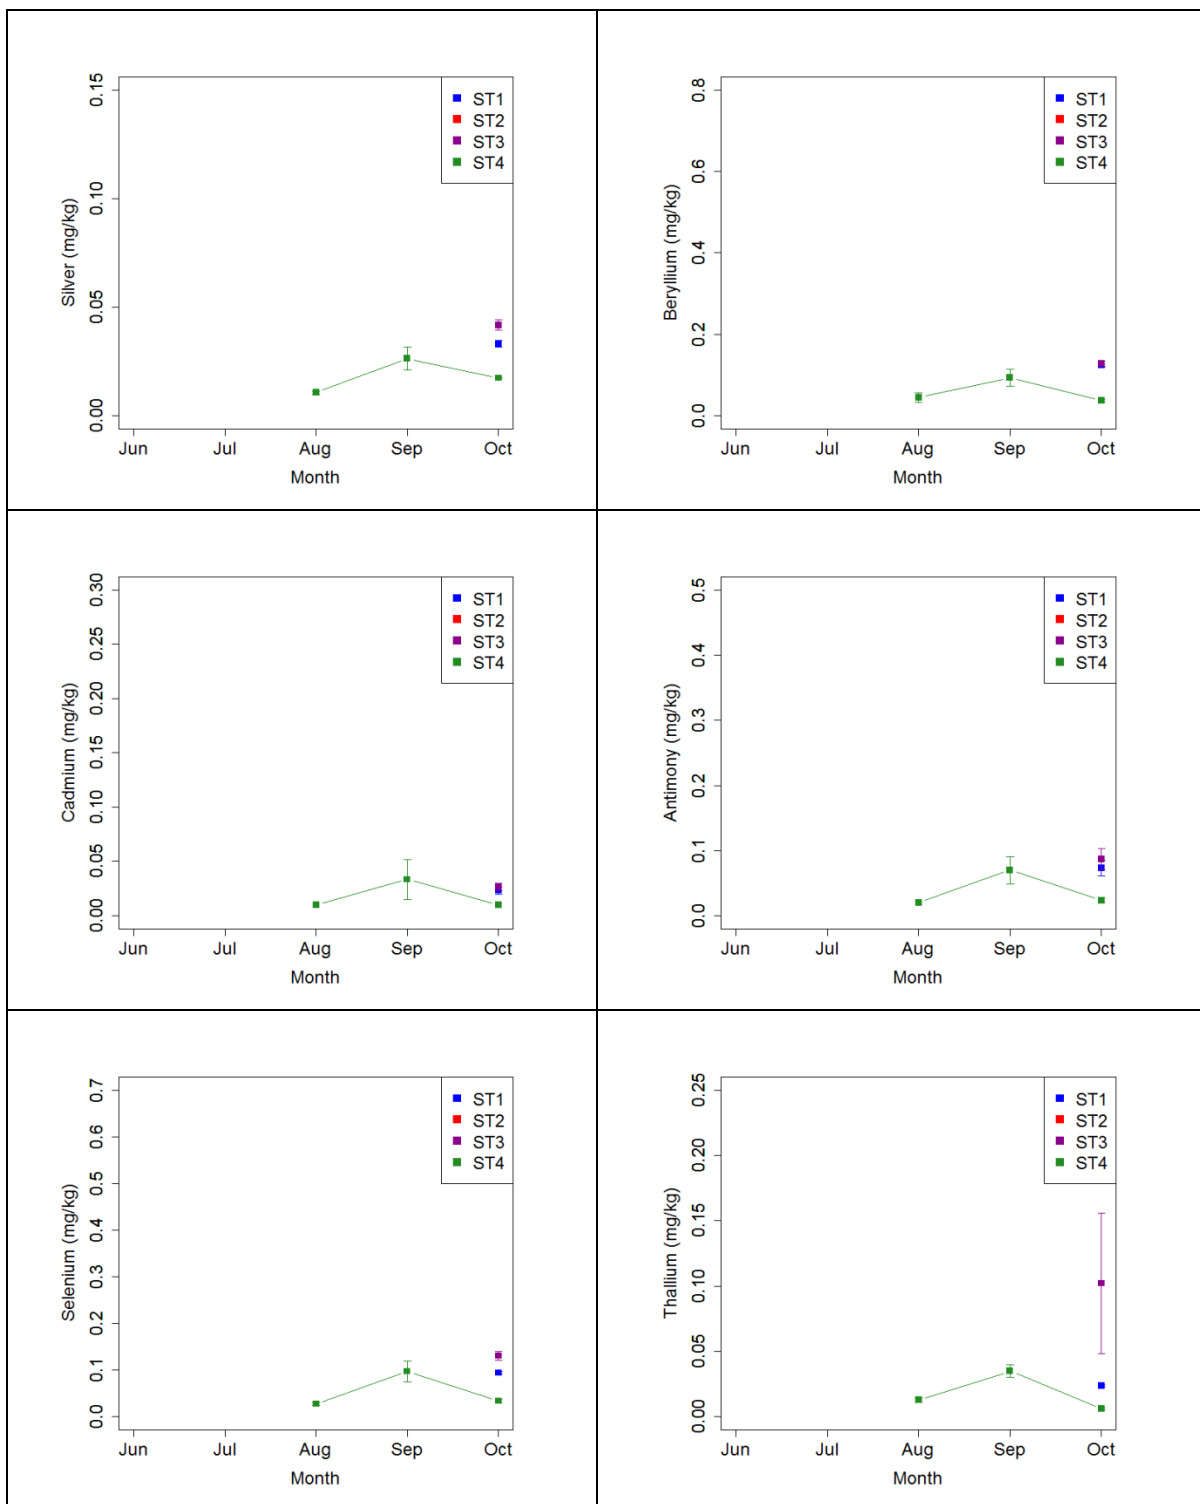 Silver (mg/kg)
0.15
0.10
0.05
0.00
ST1
ST2
ST3
ST4
Jun Jul Aug Sep Oct
Month
Beryllium (mg/kg)
0.8
0.6
0.4
0.2
0.0
ST1
ST2
ST3
ST4
Jun Jul Aug Sep Oct
Month
Cadmium (mg/kg)
0.30
0.25
0.20
0.15
0.10
0.05
0.00
ST1
ST2
ST3
ST4
Jun Jul Aug Sep Oct
Month
Antimony (mg/kg)
0.5
0.4
0.3
0.2
0.1
0.0
ST1
ST2
ST3
ST4
Jun Jul Aug Sep Oct
Month
Selenium (mg/kg)
0.7
0.6
0.5
0.4
0.3
0.2
0.1
0.0
ST1
ST2
ST3
ST4
Jun Jul Aug Sep Oct
Month
Thallium (mg/kg)
0.25
0.20
0.15
0.10
0.05
0.00
ST1
ST2
ST3
ST4
Jun Jul Aug Sep Oct
Month